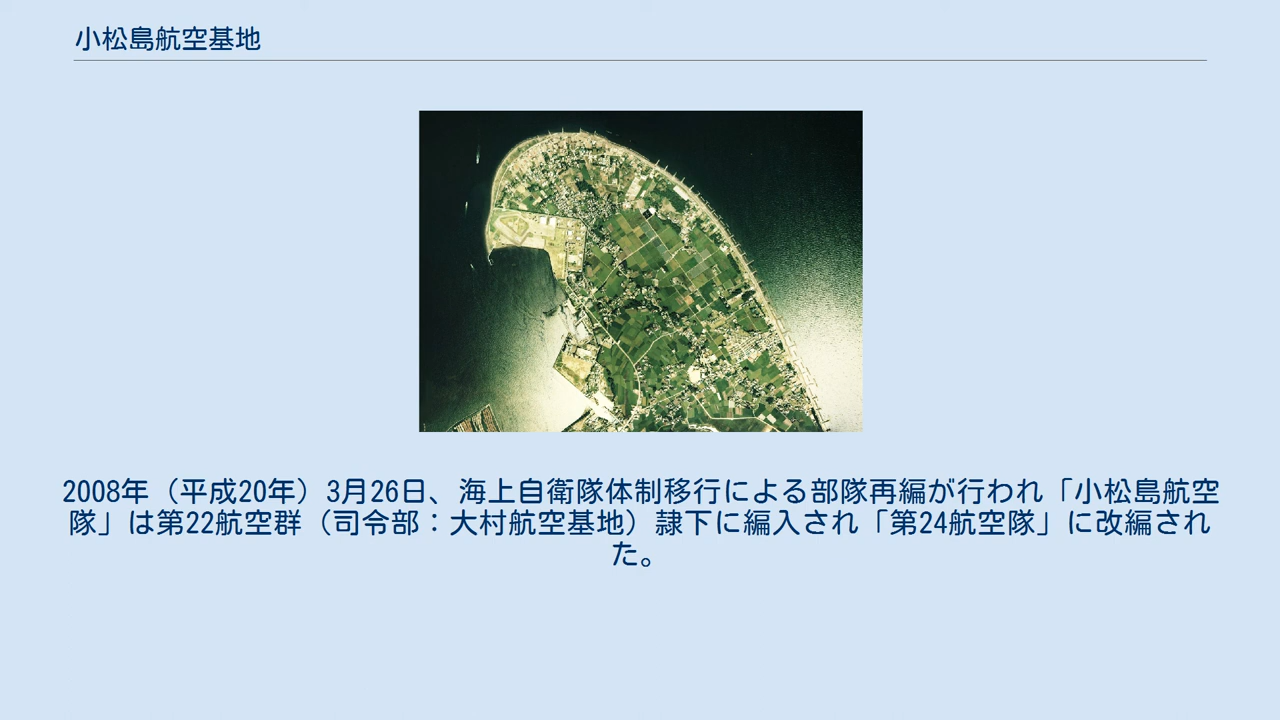 小松島航空基地
2008年（平成20年）3月26日、海上自衛隊体制移行による部隊再編が行われ「小松島航空
隊」は第22航空群（司令部：大村航空基地）隷下に編入され「第24航空隊」に改編され
た。